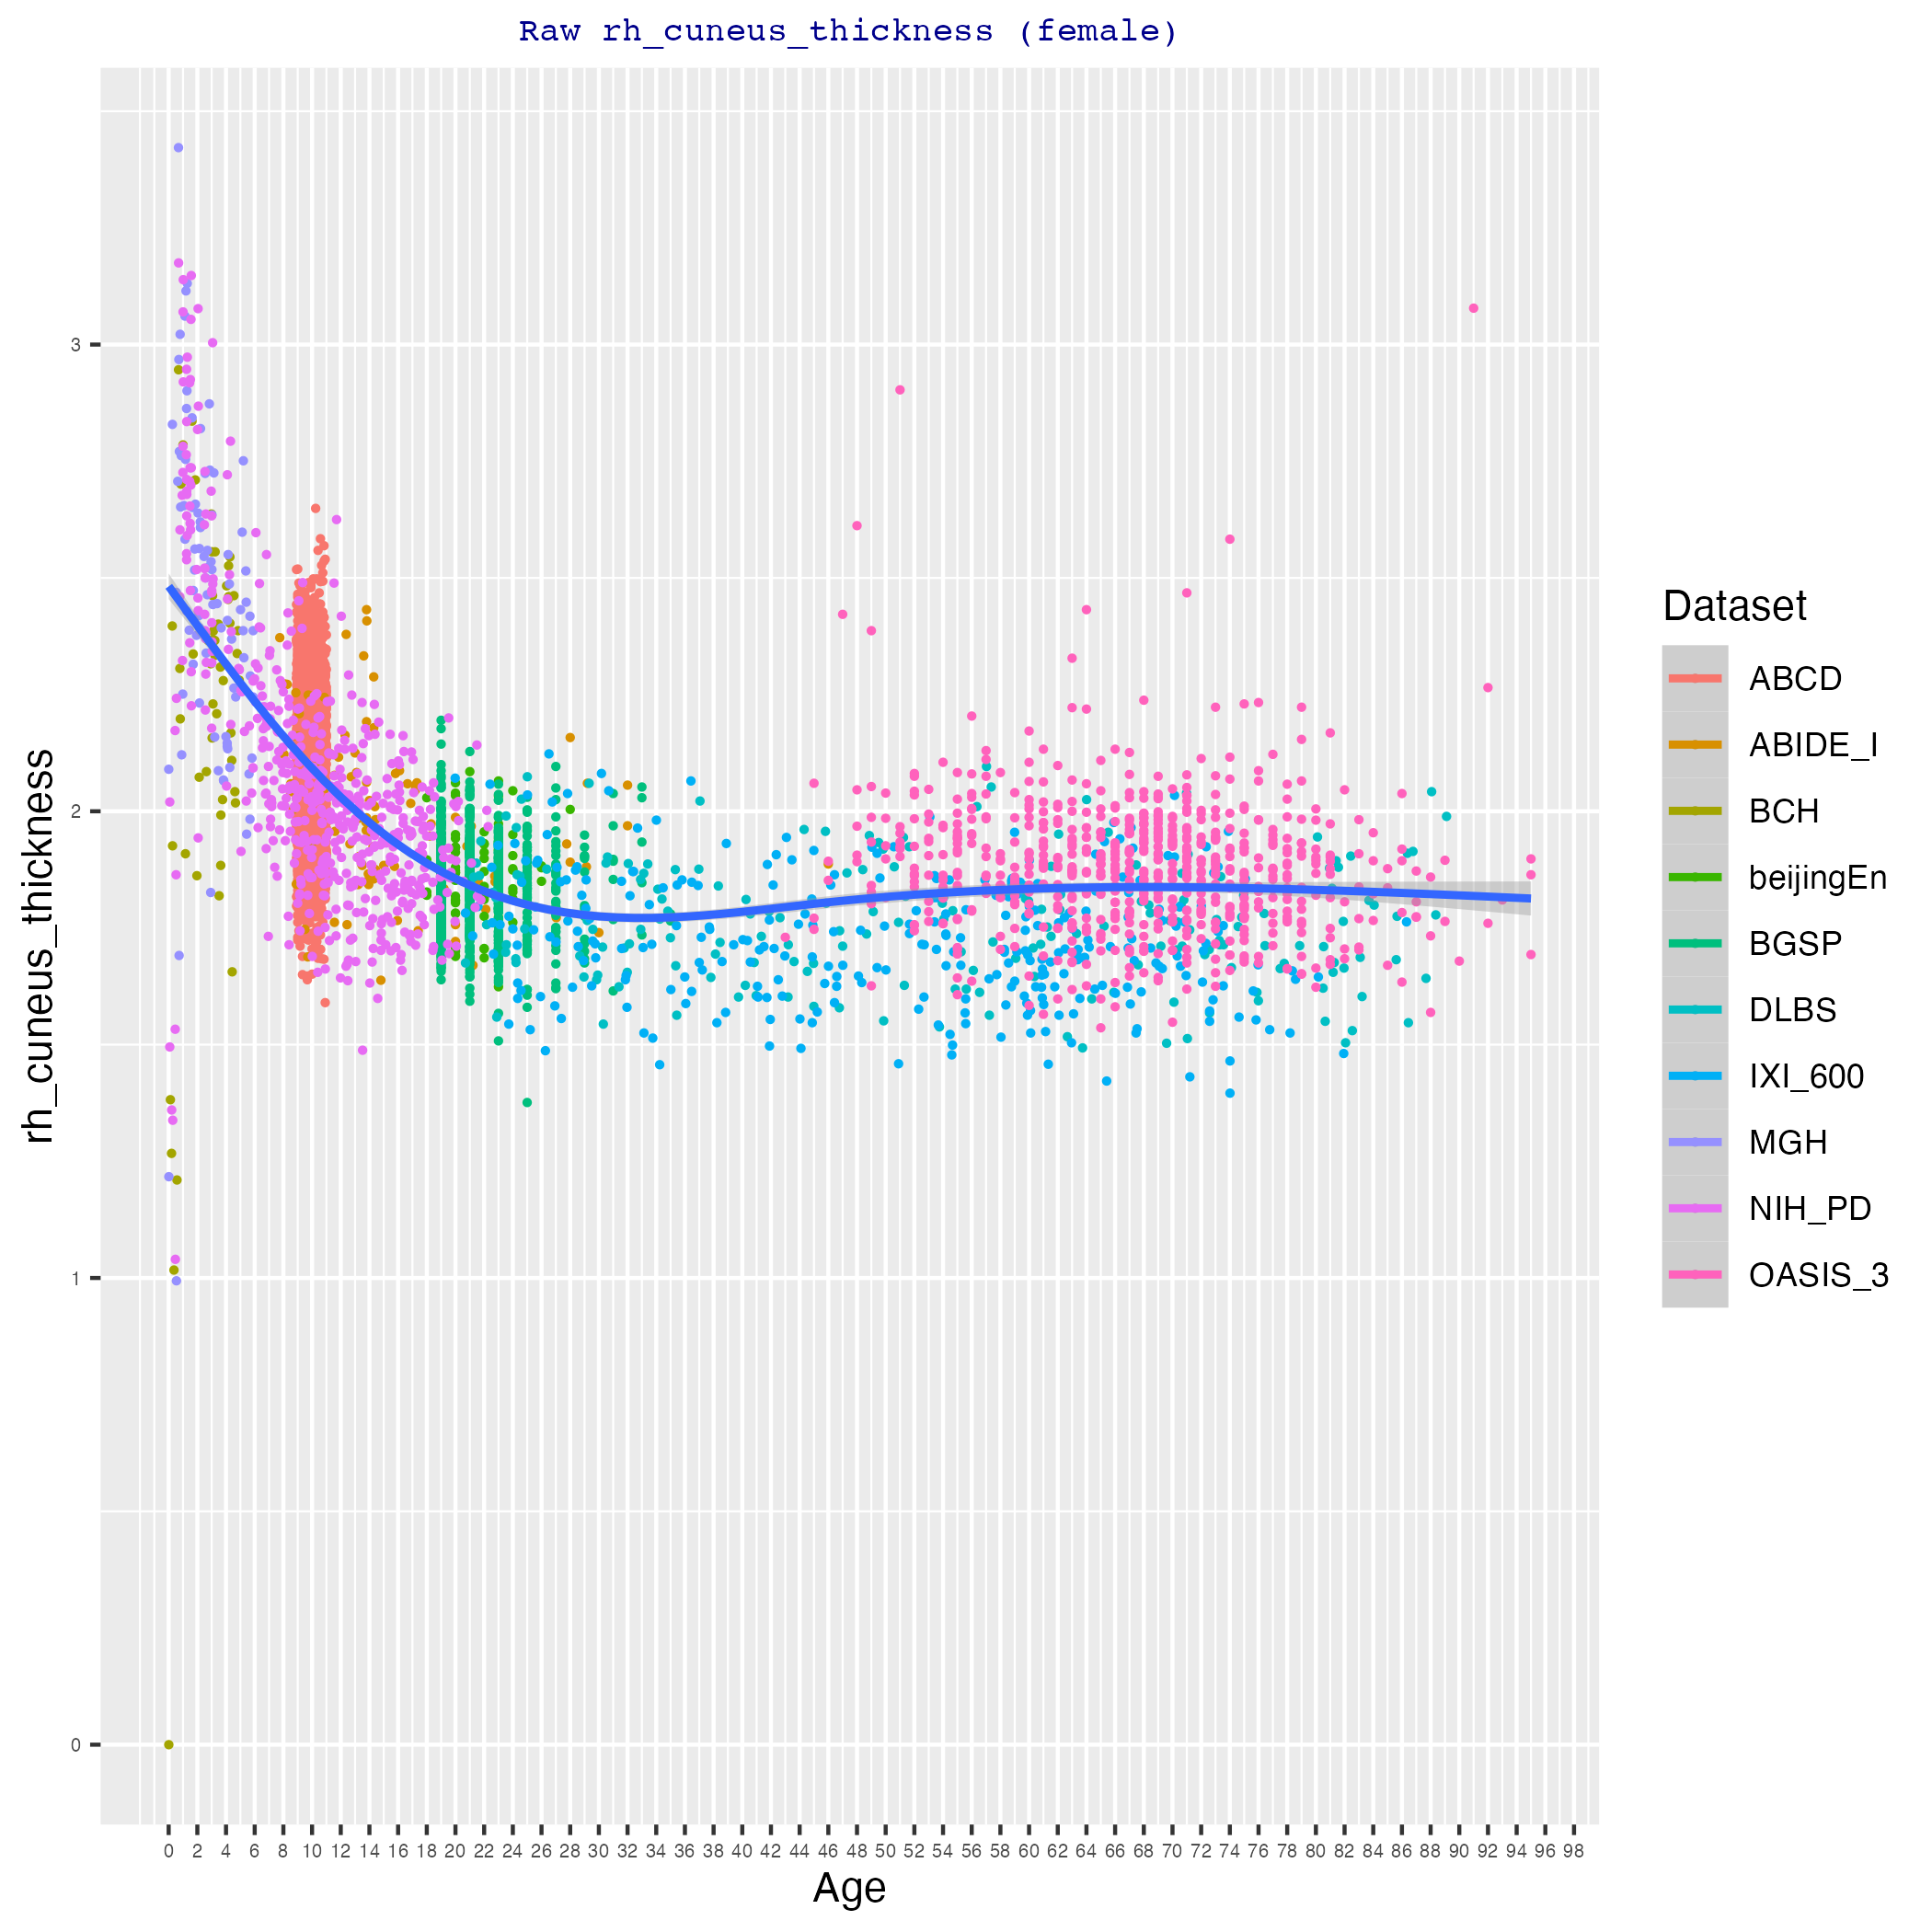 Raw rh_cuneus_thickness (female)
rh_cuneus_thickness
3
2
1
0
0 2 4 6 8 10 12 14 16 18 20 22 24 26 28 30 32 34 36 38 40 42 44 46 48 50 52 54 56 58 60 62 64 66 68 70 72 74 76 78 80 82 84 86 88 90 92 94 96 98
Age
Dataset
ABCD
ABIDE_I
BCH
beijingEn
BGSP
DLBS
IXI_600
MGH
NIH_PD
OASIS_3